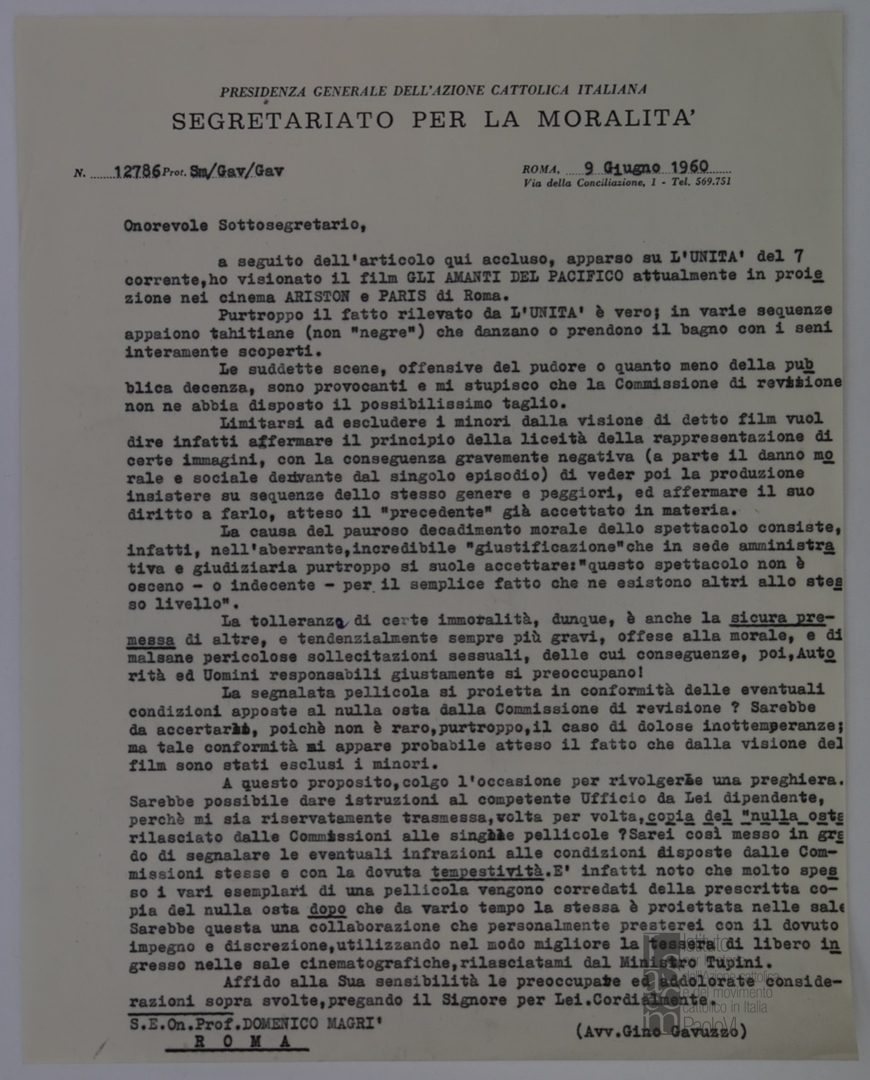 PRESIDENZA GENERALE DELL'AZIONE CATTOLICA ITALIANA
SEGRETARIATO PER LA MORALITA'
N. ......12786 Prot. Sm/Gav/Gav
ROMA, ...9 Giugno 1960......
Via della Conciliazione, 1 - Tel. 569.751
Onorevole Sottosegretario,
a seguito dell'articolo qui accluso, apparso su L'UNITA' del 7
corrente,ho visionato il film GLI AMANTI DEL PACIFICO attualmente in proie
zione nei cinema ARISTON e PARIS di Roma.
Purtroppo il fatto rilevato da L'UNITA' è vero; in varie sequenze
appaiono tahitiane (non "negre") che danzano o prendono il bagno con i seni
interamente scoperti.
Le suddette scene, offensive del pudore o quanto meno della pub
blica decenza, sono provocanti e mi stupisco che la Commissione di revisione
non ne abbia disposto il possibilissimo taglio.
Limitarsi ad escludere i minori dalla visione di detto film vuol
dire infatti affermare il principio della liceità della rappresentazione di
certe immagini, con la conseguenza gravemente negativa (a parte il danno mo
rale e sociale derivante dal singolo episodio) di veder poi la produzione
insistere su sequenze dello stesso genere e peggiori, ed affermare il suo
diritto a farlo, atteso il "precedente" già accettato in materia.
La causa del pauroso decadimento morale dello spettacolo consiste,
infatti, nell'aberrante,incredibile "giustificazione"che in sede amministra
tiva e giudiziaria purtroppo si suole accettare:"questo spettacolo non è
osceno - o indecente - per il semplice fatto che ne esistono altri allo stes
so livello".
La tolleranza di certe immoralità, dunque, è anche la sicura pre-
messa di altre, e tendenzialmente sempre più gravi, offese alla morale, e di
malsane pericolose sollecitazioni sessuali, delle cui conseguenze, poi,Auto
rità ed Uomini responsabili giustamente si preoccupano!
La segnalata pellicola si proietta in conformità delle eventuali
condizioni apposte al nulla osta dalla Commissione di revisione ? Sarebbe
da accertarsi, poichè non è raro,purtroppo,il caso di dolose inottemperanze;
ma tale conformità mi appare probabile atteso il fatto che dalla visione del
film sono stati esclusi i minori.
A questo proposito,colgo l'occasione per rivolgerLe una preghiera.
Sarebbe possibile dare istruzioni al competente Ufficio da Lei dipendente,
perchè mi sia riservatamente trasmessa,volta per volta,copia del "nulla osta
rilasciato dalle Commissioni alle singole pellicole ?Sarei così messo in gra
do di segnalare le eventuali infrazioni alle condizioni disposte dalle Com-
missioni stesse e con la dovuta tempestività.E' infatti noto che molto spes
so i vari esemplari di una pellicola vengono corredati della prescritta co-
pia del nulla osta dopo che da vario tempo la stessa è proiettata nelle sale
Sarebbe questa una collaborazione che personalmente presterei con il dovuto
impegno e discrezione,utilizzando nel modo migliore la tessera di libero in
gresso nelle sale cinematografiche,rilasciatami dal Ministro Tupini.
Affido alla Sua sensibilità le preoccupate ed addolorate conside-
razioni sopra svolte,pregando il Signore per Lei.Cordialmente.
S.E.On.Prof.DOMENICO MAGRI'
(Avv.Gino Gavuzzo)
R O M A
Istituto
per la storia
dell'Azione cattolica
e del movimento
cattolico in Italia
Paolo VI